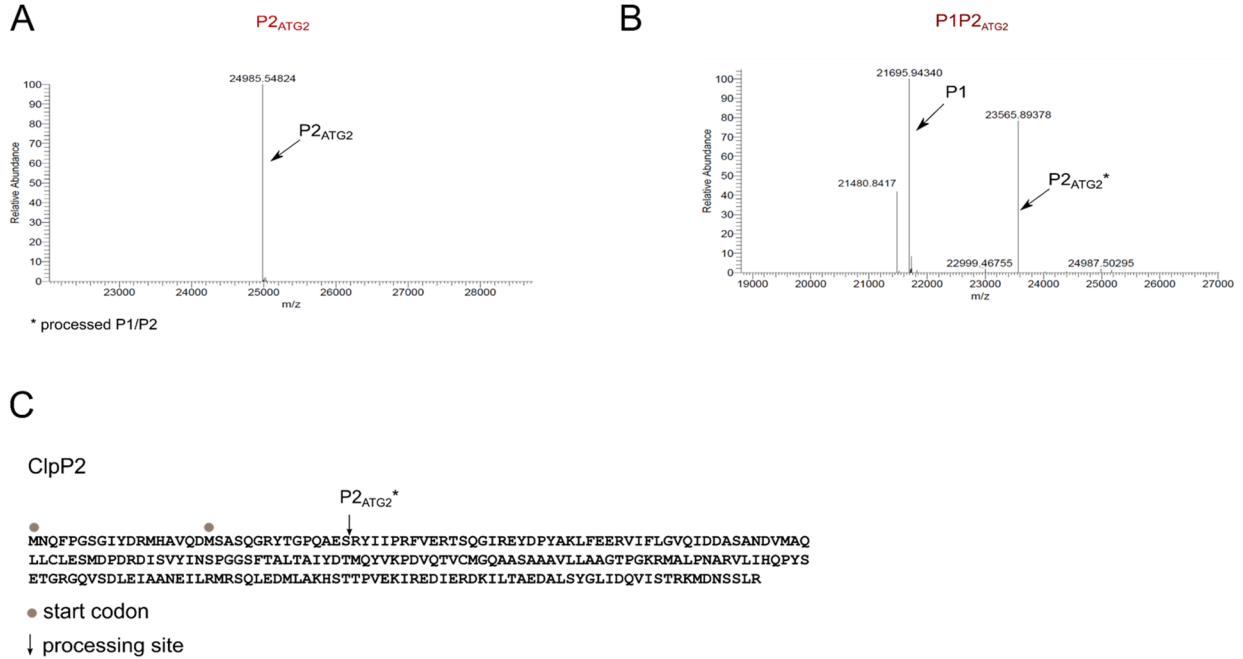 A
P2ATG2
24985.54824
P2ATG2
Relative Abundance
100
90
80
70
60
50
40
30
20
10
0
23000 24000 25000 26000 27000 28000
m/z
* processed P1/P2
B
P1P2ATG2
21695.94340
P1
23565.89378
21480.8417
P2ATG2*
22999.46755
24987.50295
Relative Abundance
100
90
80
70
60
50
40
30
20
10
0
19000 20000 21000 22000 23000 24000 25000 26000 27000
m/z
C
ClpP2
P2ATG2*
MNQFPGSGIYDRMHAVQDMSASQGRYTGPQAESRYIIPRFVERTSQGIREYDPYAKLFEERVIFLGVQIDDASANDVMAQ
LLCLESMDPDRDISVYINSPGGSFTALTAIYDTMQYVKPDVQTVCMGQAASAAAVLLAAGTPGKRMALPNARVLIHQPYS
ETGRGQVSDLEIAANEILRMRSQLEDMLAKHSTTPVEKIREDIERDKILTAEDALSYGLIDQVISTRKMDNSSLR
start codon
processing site